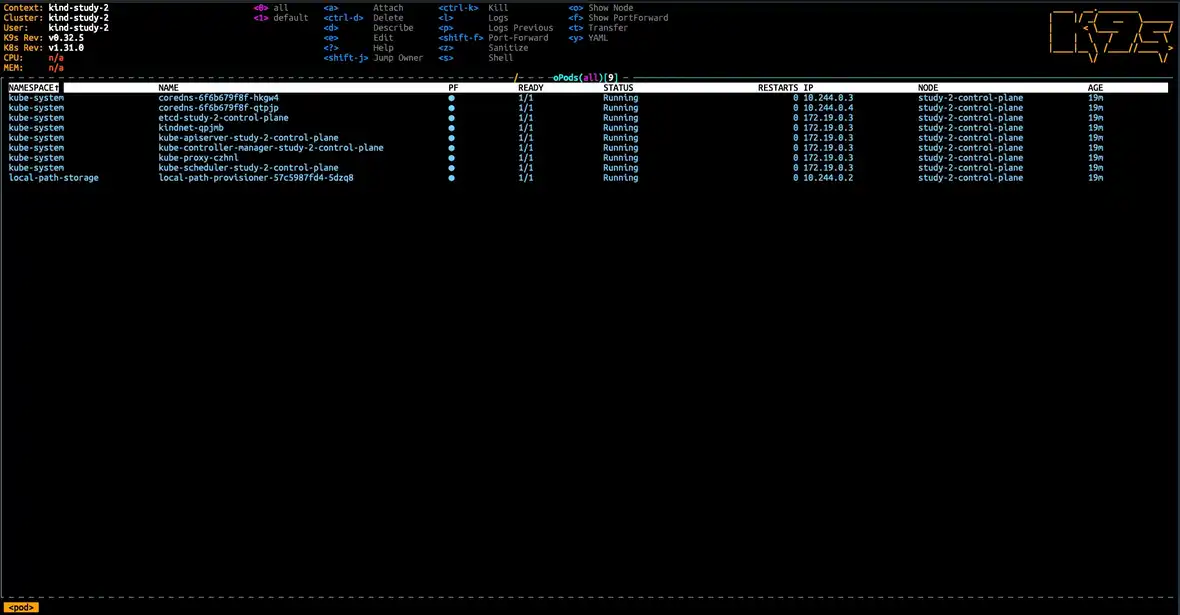 Context: kind-study-2 <0> all <a> Attach <ctrl-k> Kill <o> Show Node
Cluster: kind-study-2 <1> default <ctrl-d> Delete <l> Logs <f> Show PortForward
User: kind-study-2 <d> Describe <p> Logs Previous <t> Transfer
K9s Rev: v0.32.5 <e> Edit <shift-f> Port-Forward <y> YAML
K8s Rev: v1.31.0 <?> Help <z> Sanitize
CPU: n/a <shift-j> Jump Owner <s> Shell
MEM: n/a
oPods(all)[9]
NAMESPACE↑ NAME PF READY STATUS RESTARTS IP NODE AGE
kube-system coredns-6f6b679f8f-hkgw4 ● 1/1 Running 0 10.244.0.3 study-2-control-plane 19m
kube-system coredns-6f6b679f8f-qtpjp ● 1/1 Running 0 10.244.0.4 study-2-control-plane 19m
kube-system etcd-study-2-control-plane ● 1/1 Running 0 172.19.0.3 study-2-control-plane 19m
kube-system kindnet-qpjmb ● 1/1 Running 0 172.19.0.3 study-2-control-plane 19m
kube-system kube-apiserver-study-2-control-plane ● 1/1 Running 0 172.19.0.3 study-2-control-plane 19m
kube-system kube-controller-manager-study-2-control-plane ● 1/1 Running 0 172.19.0.3 study-2-control-plane 19m
kube-system kube-proxy-czhnl ● 1/1 Running 0 172.19.0.3 study-2-control-plane 19m
kube-system kube-scheduler-study-2-control-plane ● 1/1 Running 0 172.19.0.3 study-2-control-plane 19m
local-path-storage local-path-provisioner-57c5987fd4-5dzq8 ● 1/1 Running 0 10.244.0.2 study-2-control-plane 19m
<pod>